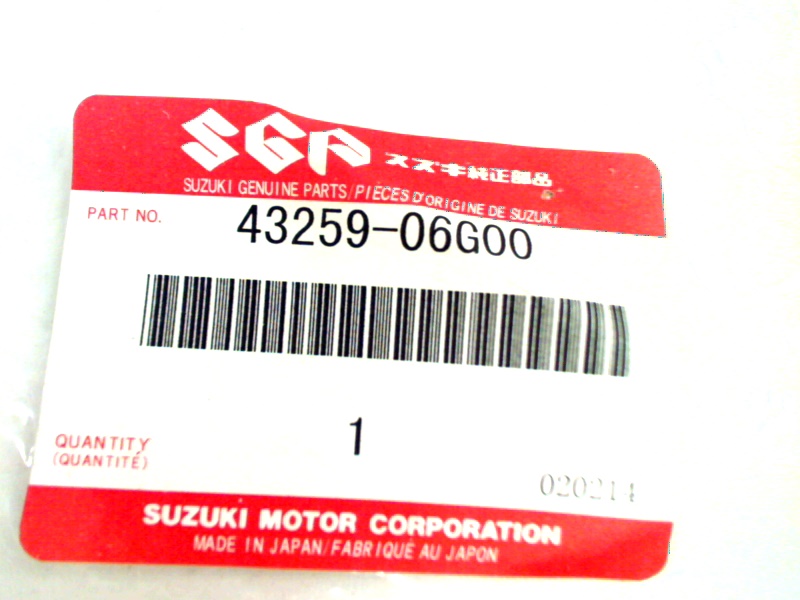 SGP スズキ純正部品
SUZUKI GENUINE PARTS/PIÈCES D'ORIGINE DE SUZUKI
PART NO. 43259-06G00
1
QUANTITY
(QUANTITÉ)
020214
SUZUKI MOTOR CORPORATION
MADE IN JAPAN/FABRIQUÉ AU JAPON